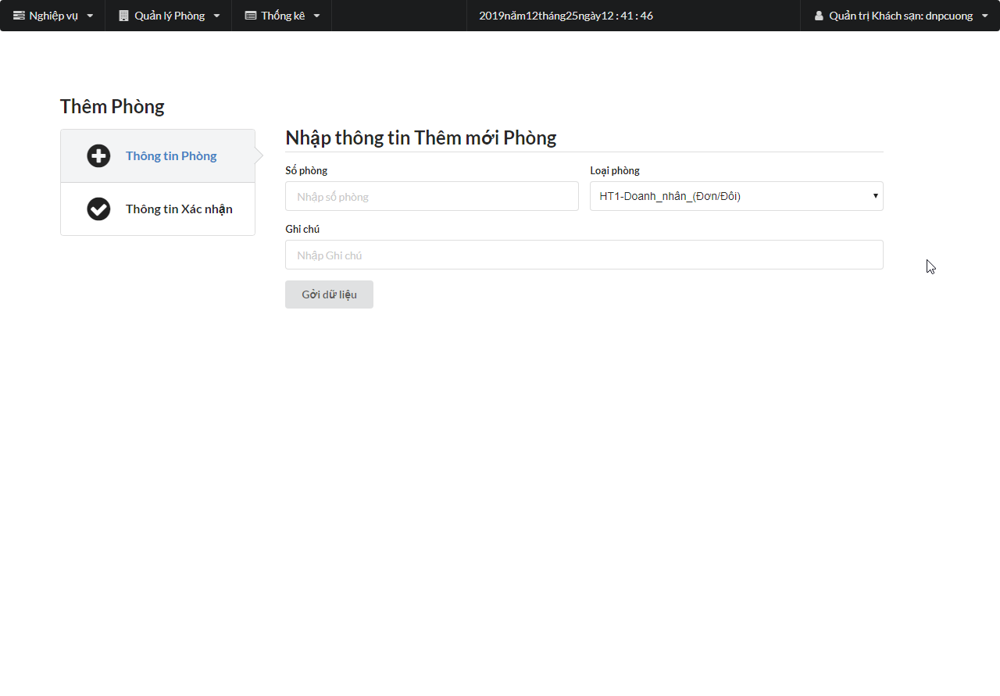 Nghiệp vụ Quản lý Phòng Thống kê 2019năm12tháng25ngày12 : 41 : 46 Quản trị Khách sạn: dnpcuong
Thêm Phòng
Thông tin Phòng
Thông tin Xác nhận
Nhập thông tin Thêm mới Phòng
Số phòng Loại phòng
Nhập số phòng HT1-Doanh_nhân_(Đơn/Đôi)
Ghi chú
Nhập Ghi chú
Gởi dữ liệu